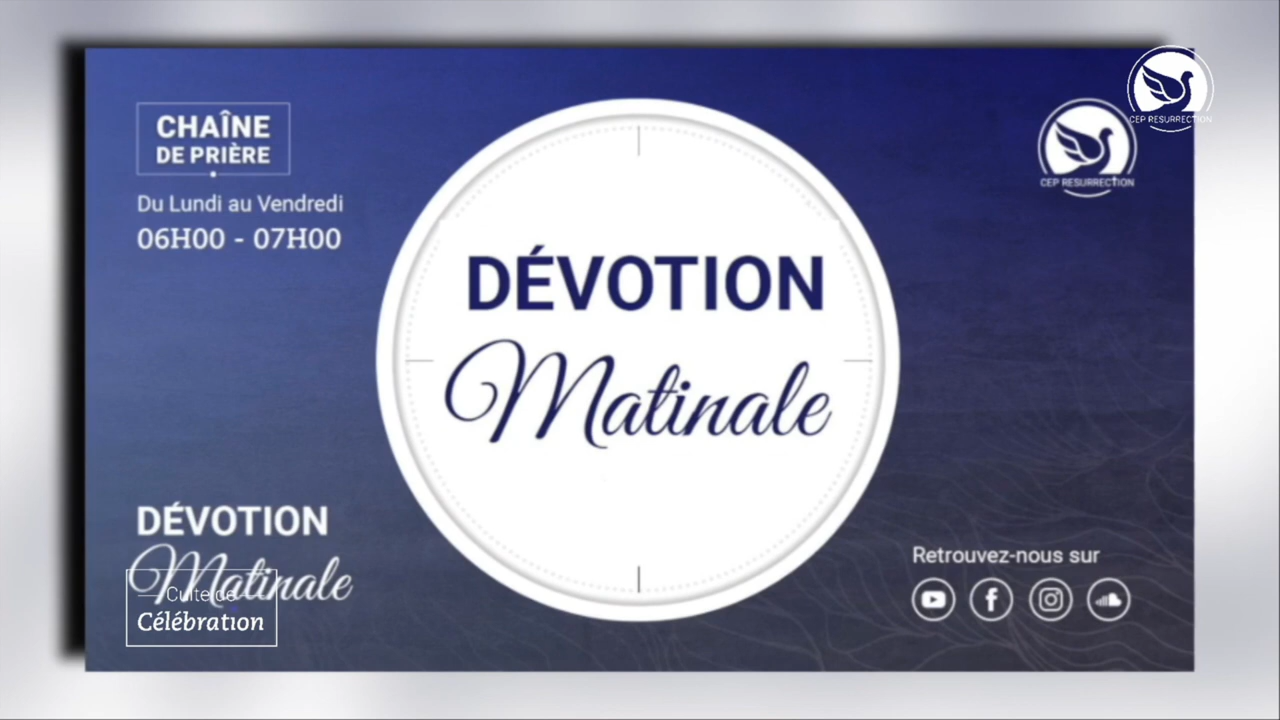 CHAÎNE
DE PRIÈRE
Du Lundi au Vendredi
06H00 - 07H00
CEP RESURRECTION
CEP RESURRECTION
DÉVOTION
Matinale
DÉVOTION
Matinale
Culte de
Célébration
Retrouvez-nous sur